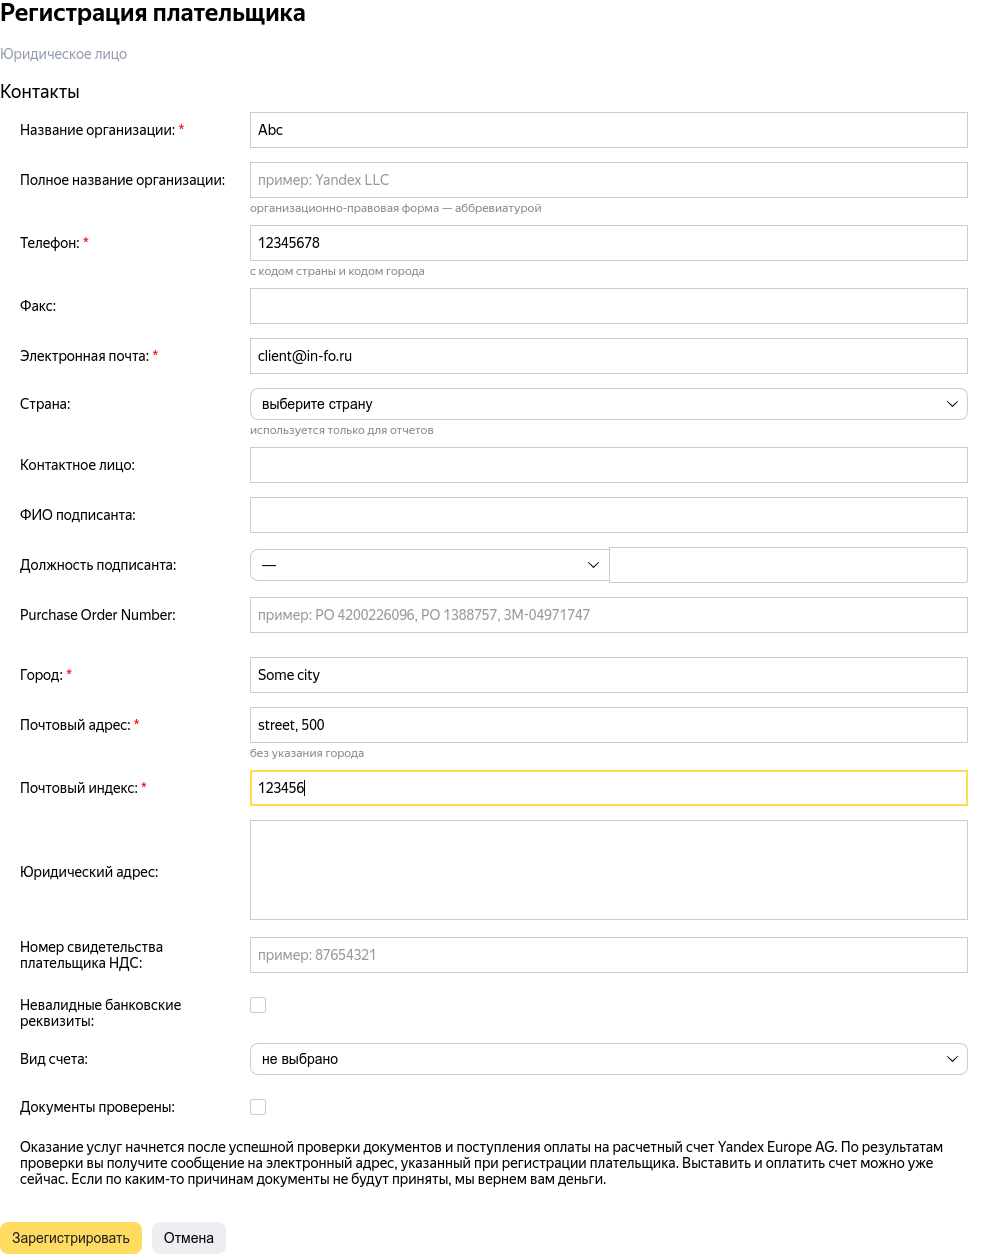 Регистрация плательщика
Юридическое лицо
Контакты
Название организации: *
Abc
Полное название организации:
пример: Yandex LLC
организационно-правовая форма — аббревиатурой
Телефон: *
12345678
с кодом страны и кодом города
Факс:
Электронная почта: *
client@in-fo.ru
Страна:
выберите страну
используется только для отчетов
Контактное лицо:
ФИО подписанта:
Должность подписанта:
—
Purchase Order Number:
пример: PO 4200226096, PO 1388757, ЗМ-04971747
Город: *
Some city
Почтовый адрес: *
street, 500
без указания города
Почтовый индекс: *
123456
Юридический адрес:
Номер свидетельства
плательщика НДС:
пример: 87654321
Невалидные банковские
реквизиты:
Вид счета:
не выбрано
Документы проверены:
Оказание услуг начнется после успешной проверки документов и поступления оплаты на расчетный счет Yandex Europe AG. По результатам
проверки вы получите сообщение на электронный адрес, указанный при регистрации плательщика. Выставить и оплатить счет можно уже
сейчас. Если по каким-то причинам документы не будут приняты, мы вернем вам деньги.
Зарегистрировать
Отмена